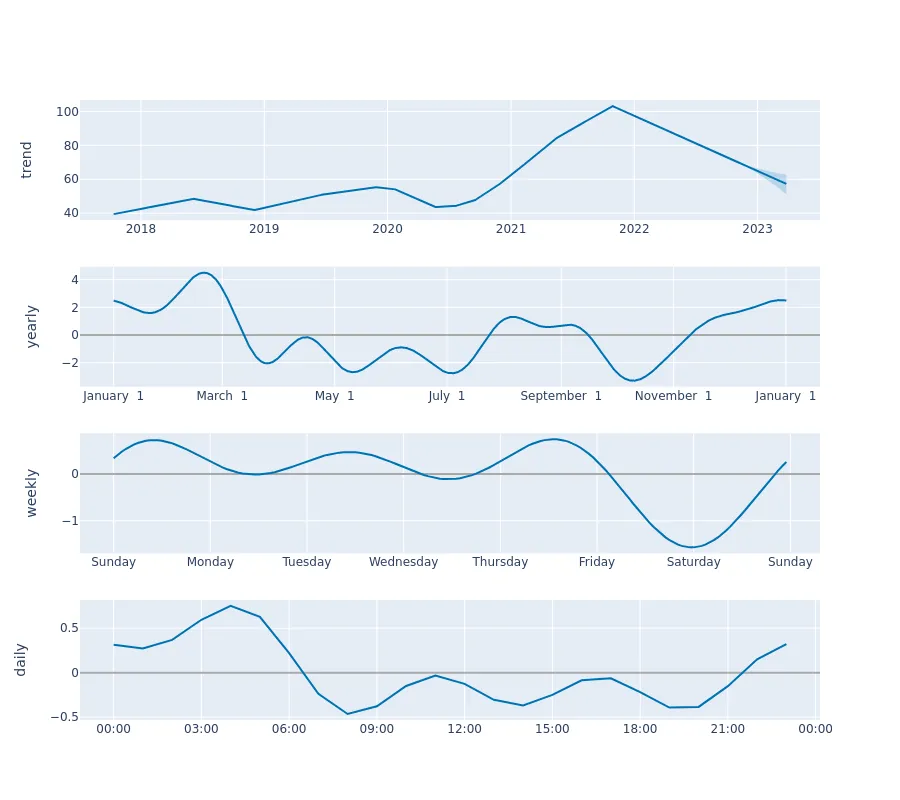 trend
100
80
60
40
2018 2019 2020 2021 2022 2023
yearly
4
2
0
−2
January 1 March 1 May 1 July 1 September 1 November 1 January 1
weekly
0
−1
Sunday Monday Tuesday Wednesday Thursday Friday Saturday Sunday
daily
0.5
0
−0.5
00:00 03:00 06:00 09:00 12:00 15:00 18:00 21:00 00:00